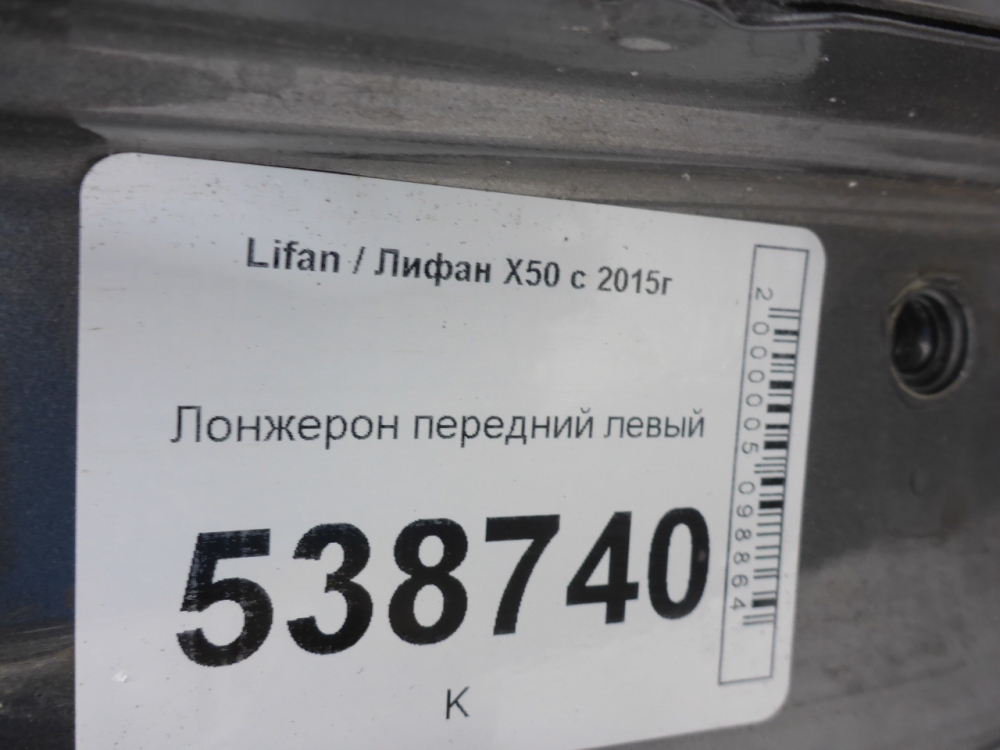 Lifan / Лифан X50 с 2015г
Лонжерон передний левый
538740
К
2000005098864